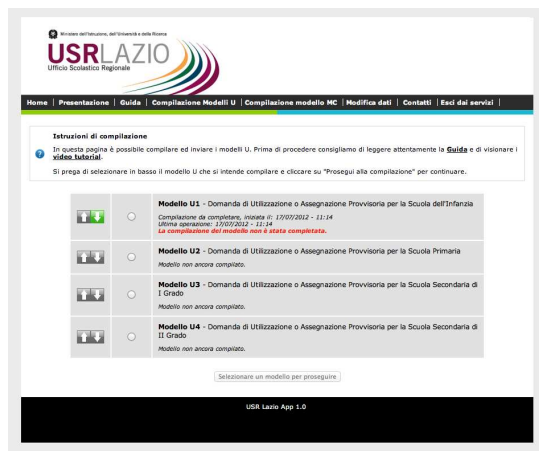 Ministero dell'Istruzione, dell'Università e della Ricerca
USRLAZIO
Ufficio Scolastico Regionale
Home | Presentazione | Guida | Compilazione Modelli U | Compilazione modello MC | Modifica dati | Contatti | Esci dai servizi |
Istruzioni di compilazione
In questa pagina è possibile compilare ed inviare i modelli U. Prima di procedere consigliamo di leggere attentamente la Guida e di visionare i
video tutorial.
Si prega di selezionare in basso il modello U che si intende compilare e cliccare su "Prosegui alla compilazione" per continuare.
Modello U1 - Domanda di Utilizzazione o Assegnazione Provvisoria per la Scuola dell'Infanzia
Compilazione da completare, iniziata il: 17/07/2012 - 11:14
Ultima operazione: 17/07/2012 - 11:14
La compilazione del modello non è stata completata.
Modello U2 - Domanda di Utilizzazione o Assegnazione Provvisoria per la Scuola Primaria
Modello non ancora compilato.
Modello U3 - Domanda di Utilizzazione o Assegnazione Provvisoria per la Scuola Secondaria di
I Grado
Modello non ancora compilato.
Modello U4 - Domanda di Utilizzazione o Assegnazione Provvisoria per la Scuola Secondaria di
II Grado
Modello non ancora compilato.
Selezionare un modello per proseguire
USR Lazio App 1.0